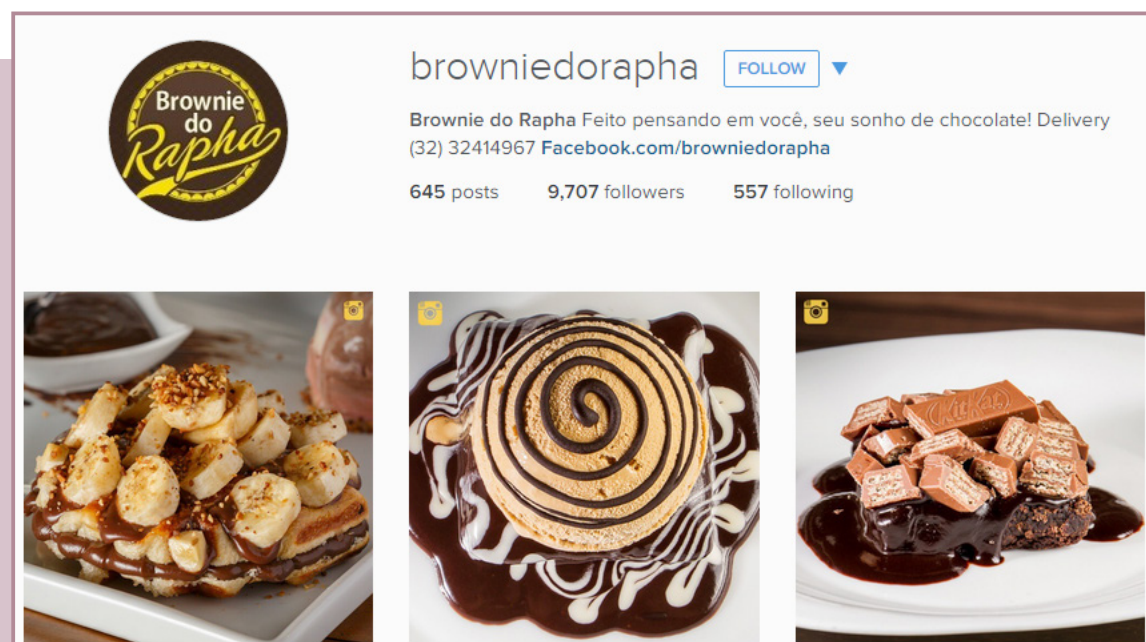 Brownie
do
Rapha
browniedorapha FOLLOW
Brownie do Rapha Feito pensando em você, seu sonho de chocolate! Delivery
(32) 32414967 Facebook.com/browniedorapha
645 posts 9,707 followers 557 following
KitKat